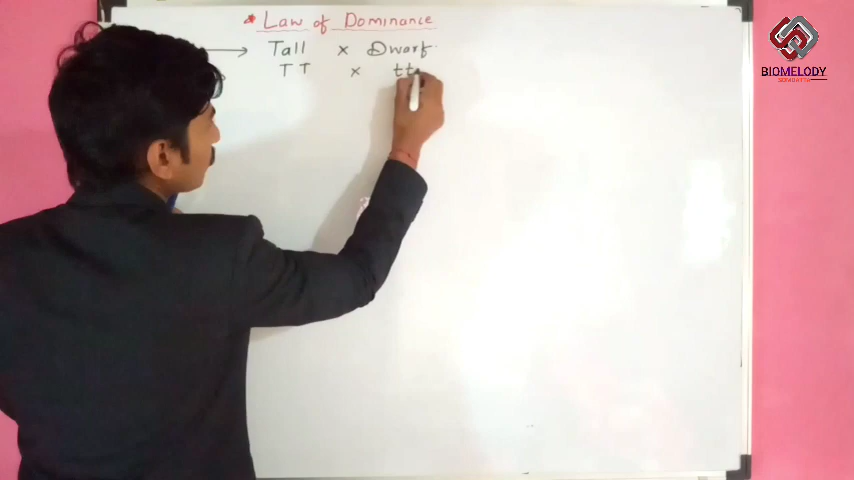 * Law of Dominance
→ Tall x Dwarf.
TT x tt
BIOMELODY